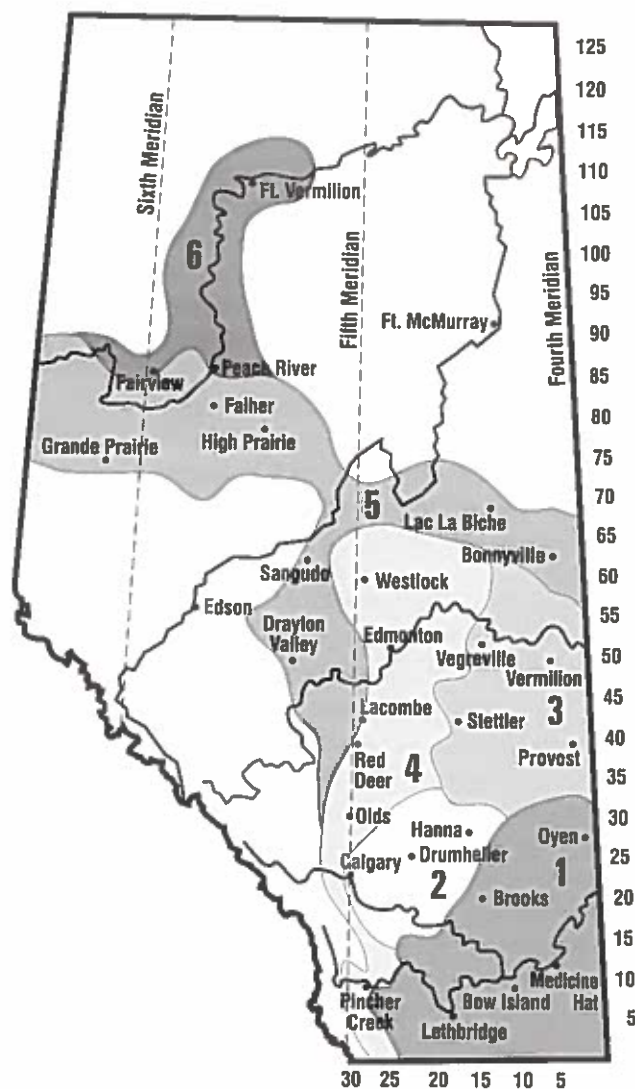 125
120
115
110
105
100
95
90
85
80
75
70
65
60
55
50
45
40
35
30
25
20
15
10
5
Sixth Meridian
Fifth Meridian
Fourth Meridian
Ft. Vermilion
6
Ft. McMurray
Peace River
Fairview
Falher
High Prairie
Grande Prairie
5
Lac La Biche
Bonnyville
Sangudo
Westlock
Edson
Drayton
Valley
Edmonton
Vegreville
Vermilion
Lacombe
Stettler
3
Red
Deer
4
Provost
Olds
Hanna
Oyen
Calgary
Drumheller
2
1
Brooks
Medicine
Hat
Pincher
Creek
Bow Island
Lethbridge
30 25 20 15 10 5